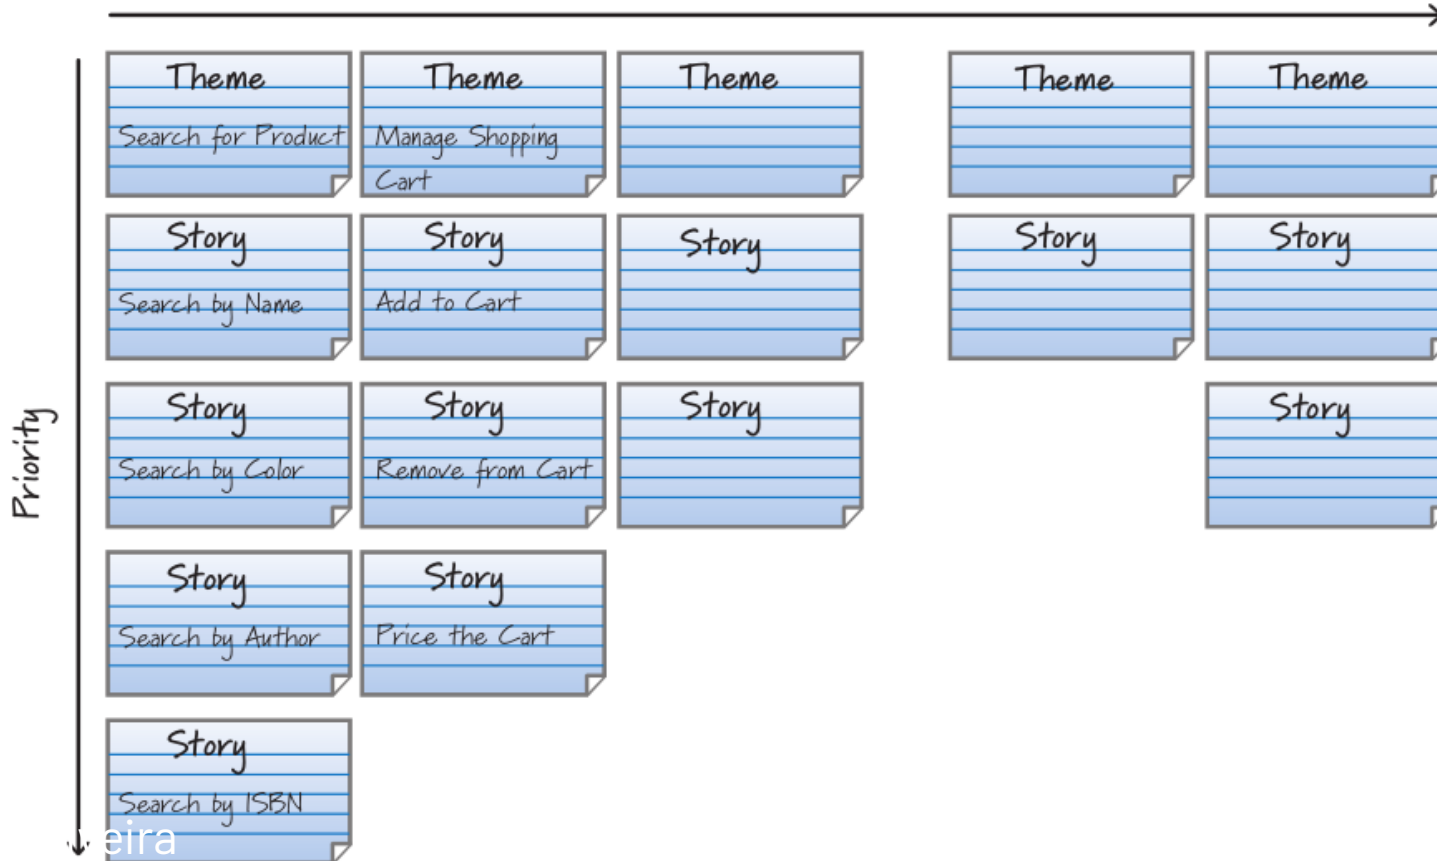 Theme
Search for Product
Theme
Manage Shopping
Cart
Theme
Theme
Theme
Story
Search by Name
Story
Add to Cart
Story
Story
Story
Priority
Story
Search by Color
Story
Remove from Cart
Story
Story
Story
Search by Author
Story
Price the Cart
Story
Search by ISBN